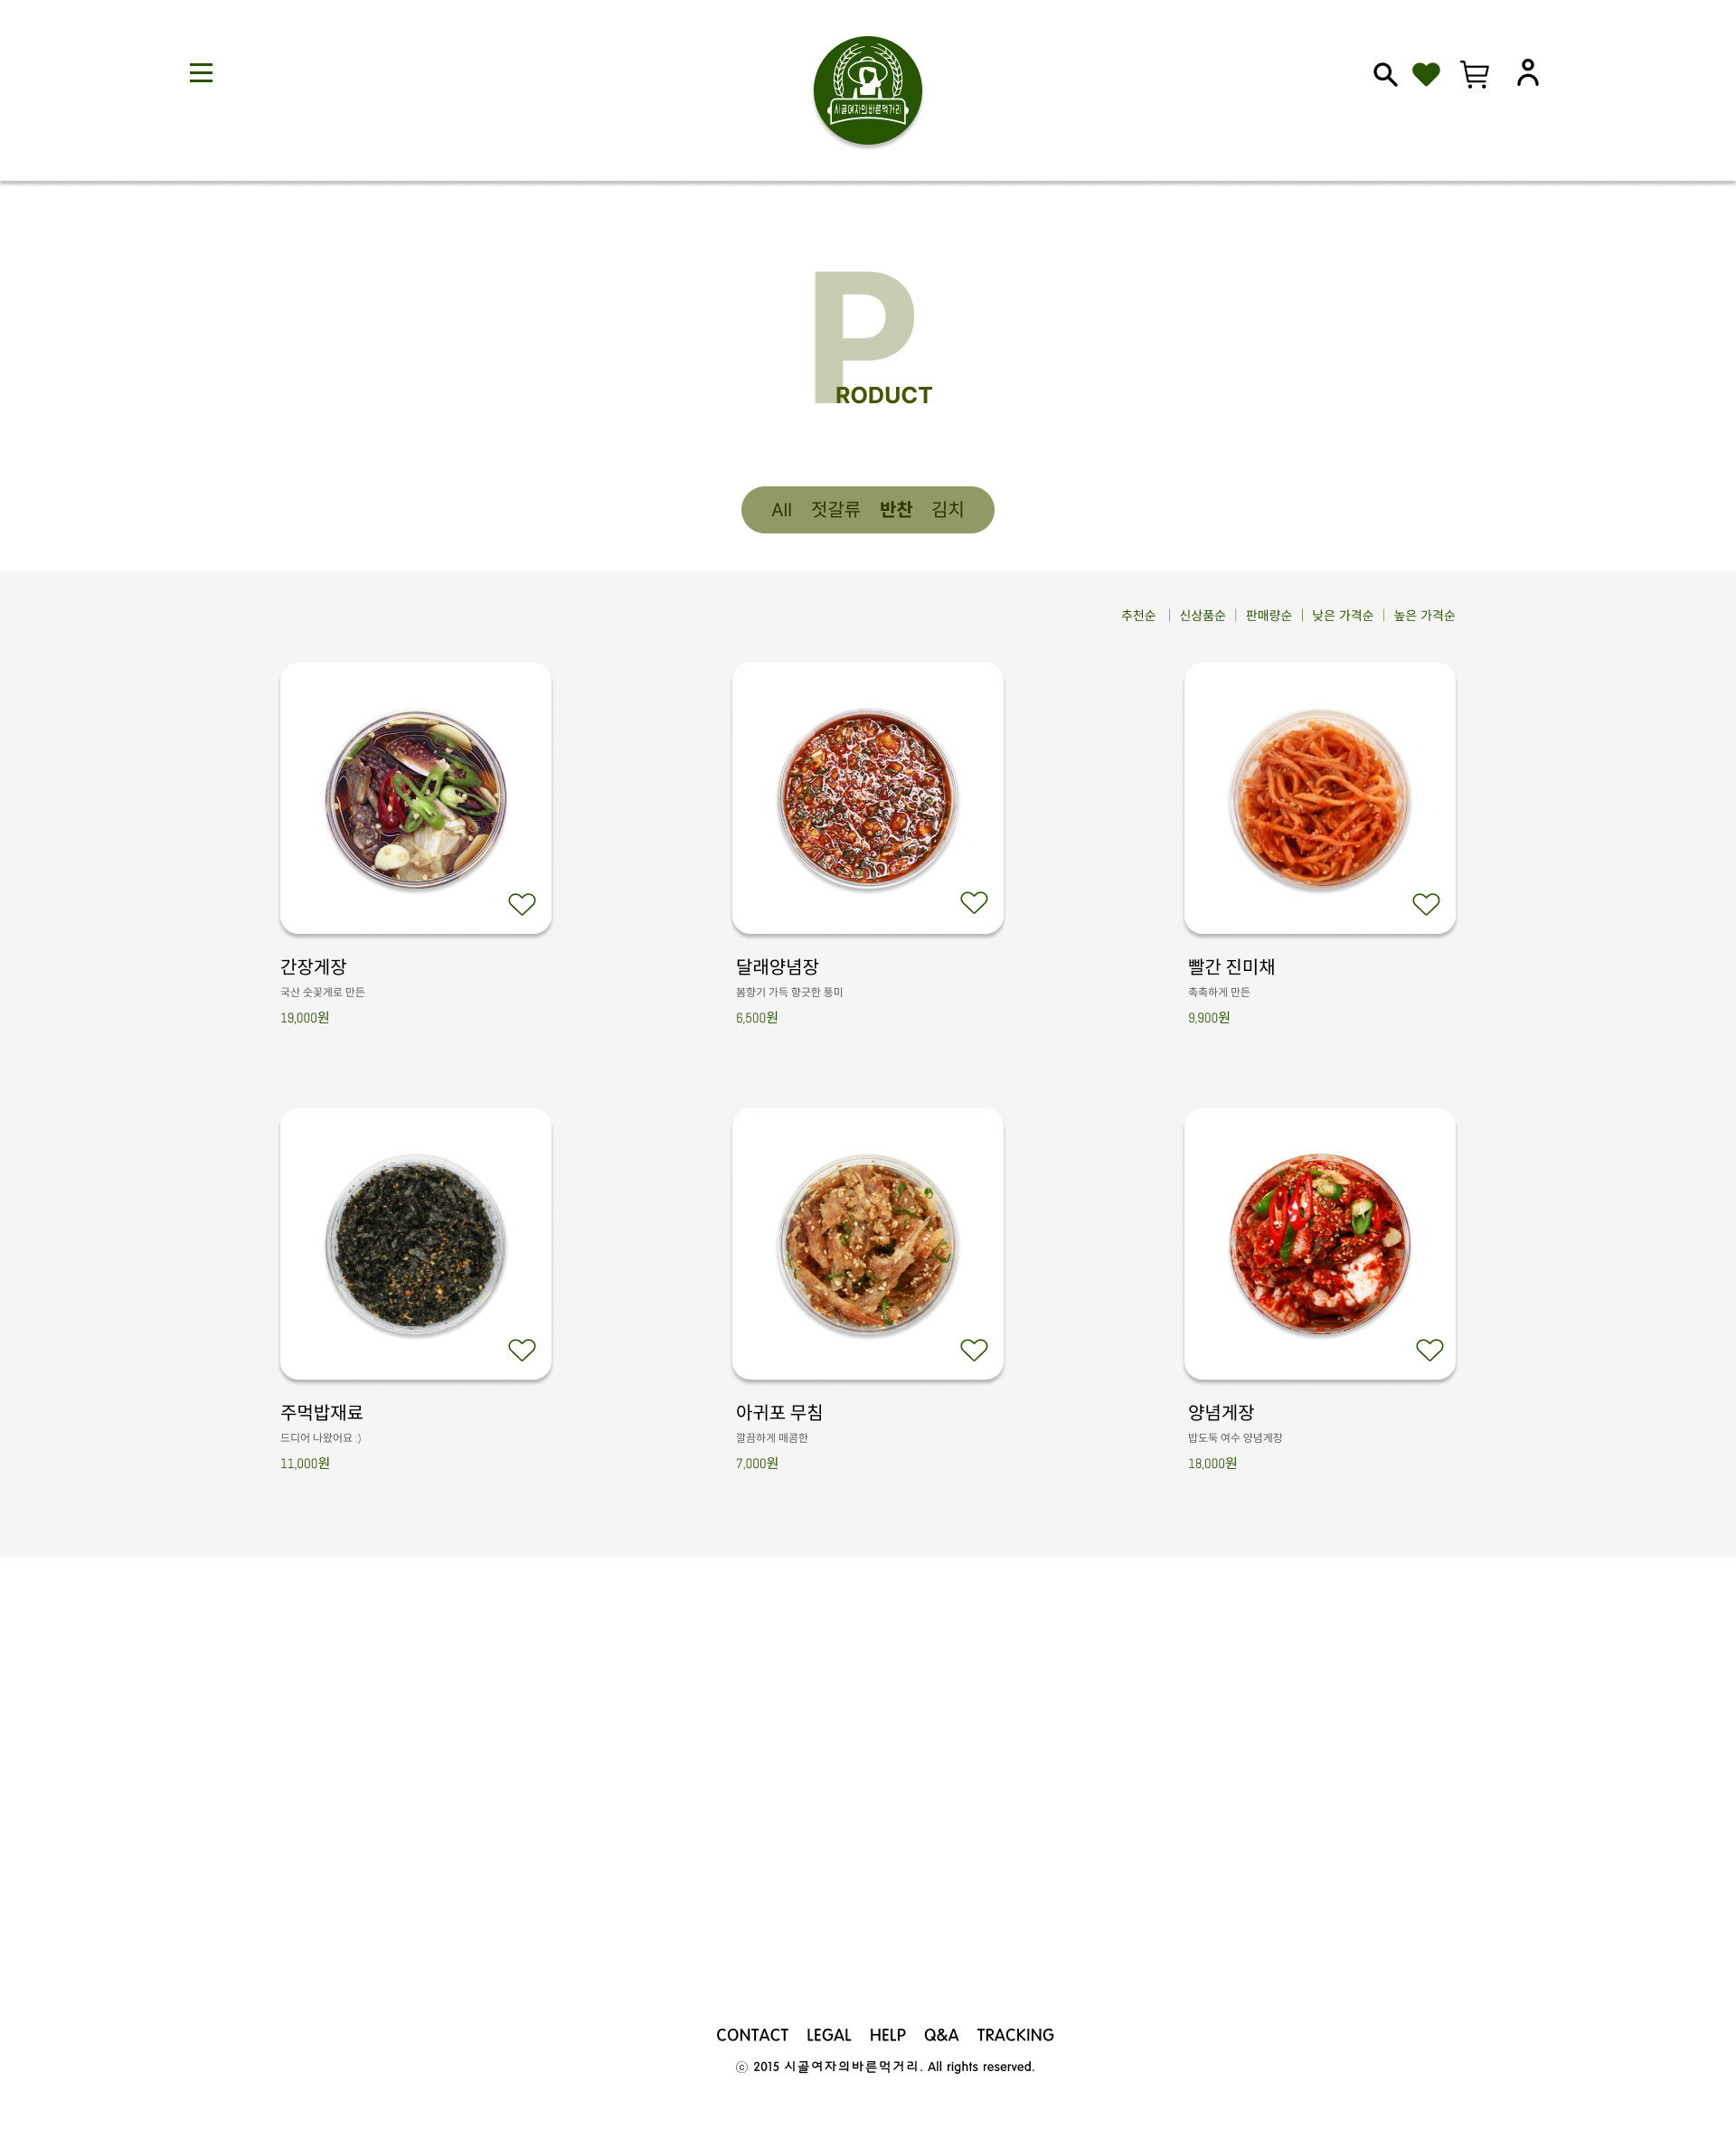 시골여자의바른먹거리
P
RODUCT
All 젓갈류 반찬 김치
추천순 | 신상품순 | 판매량순 | 낮은 가격순 | 높은 가격순
간장게장 달래양념장 빨간 진미채
국산 숫꽃게로 만든 봄향기 가득 향긋한 풍미 촉촉하게 만든
19,000원 6,500원 9,900원
주먹밥재료 아귀포 무침 양념게장
드디어 나왔어요 :) 깔끔하게 매콤한 밥도둑 여수 양념게장
11,000원 7,000원 18,000원
CONTACT LEGAL HELP Q&A TRACKING
ⓒ 2015 시골여자의바른먹거리. All rights reserved.